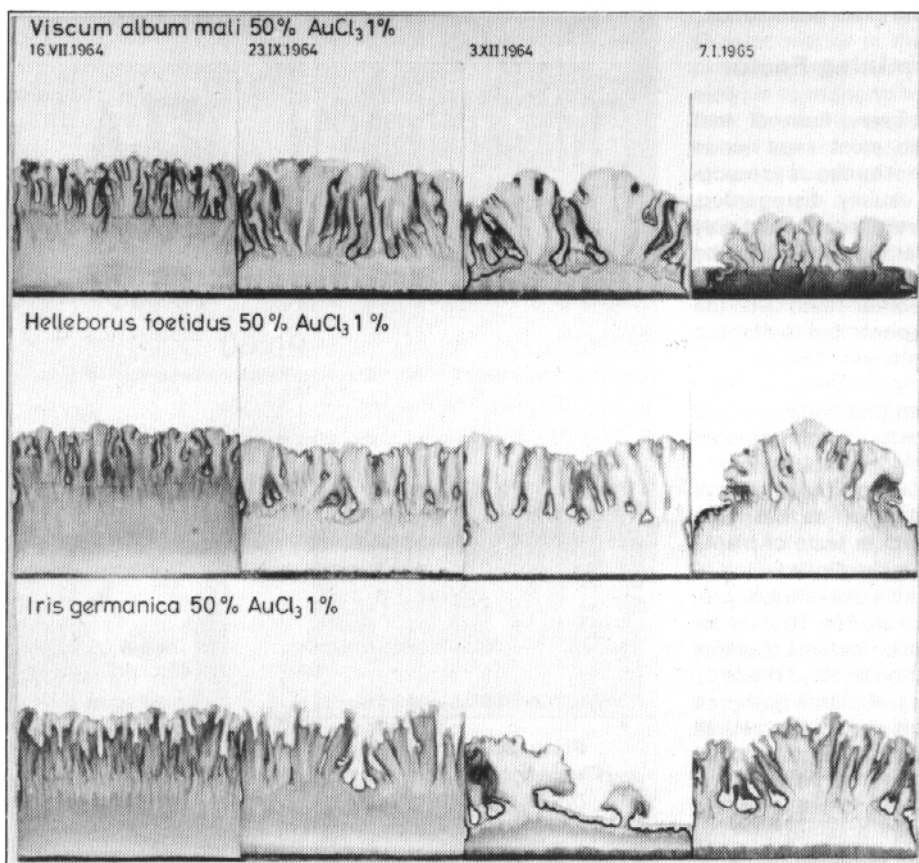 Viscum album mali 50% AuCl₃ 1%
16.VII.1964 23.IX.1964 3.XII.1964 7.I.1965
Helleborus foetidus 50% AuCl₃ 1%
Iris germanica 50% AuCl₃ 1%